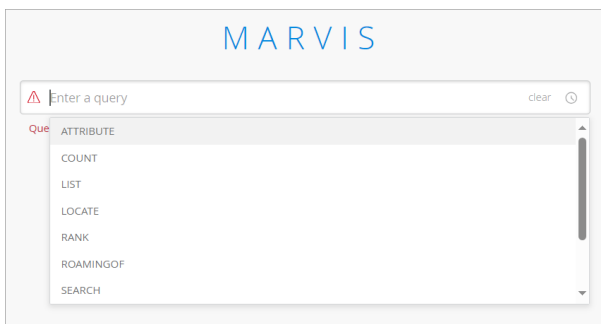 MARVIS
Enter a query clear
Que
ATTRIBUTE
COUNT
LIST
LOCATE
RANK
ROAMINGOF
SEARCH